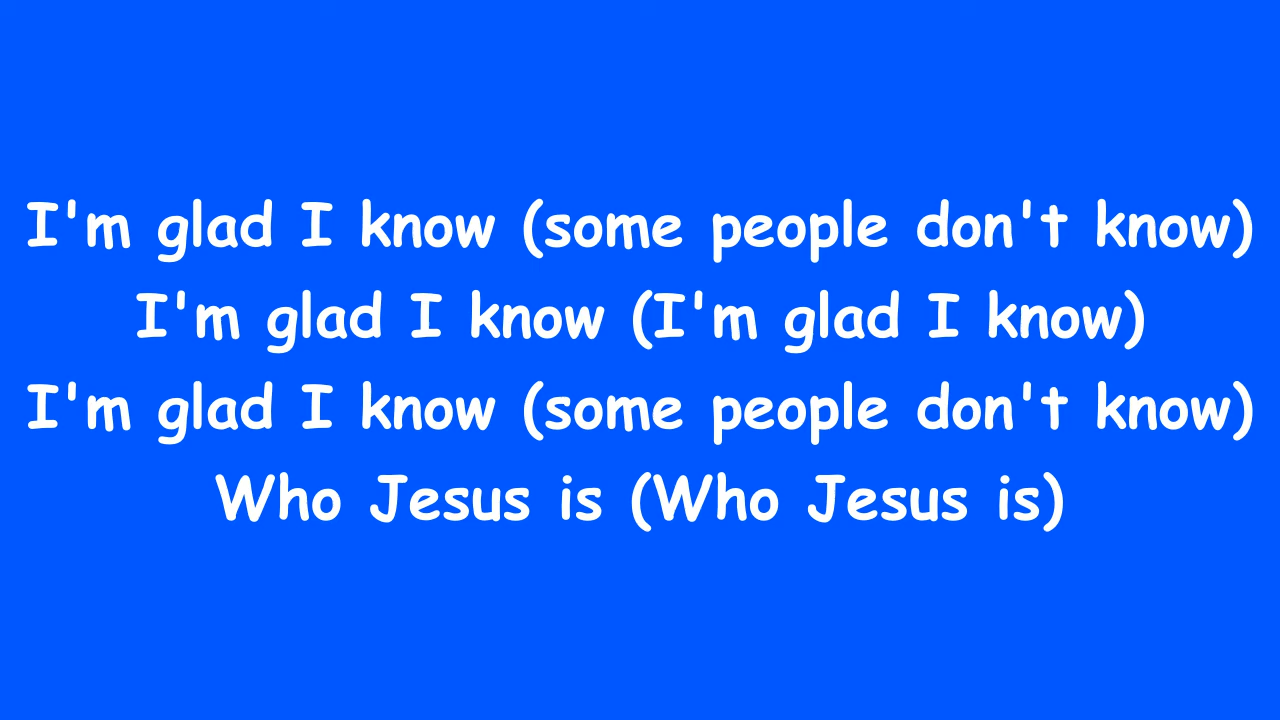 I'm glad I know (some people don't know)
I'm glad I know (I'm glad I know)
I'm glad I know (some people don't know)
Who Jesus is (Who Jesus is)